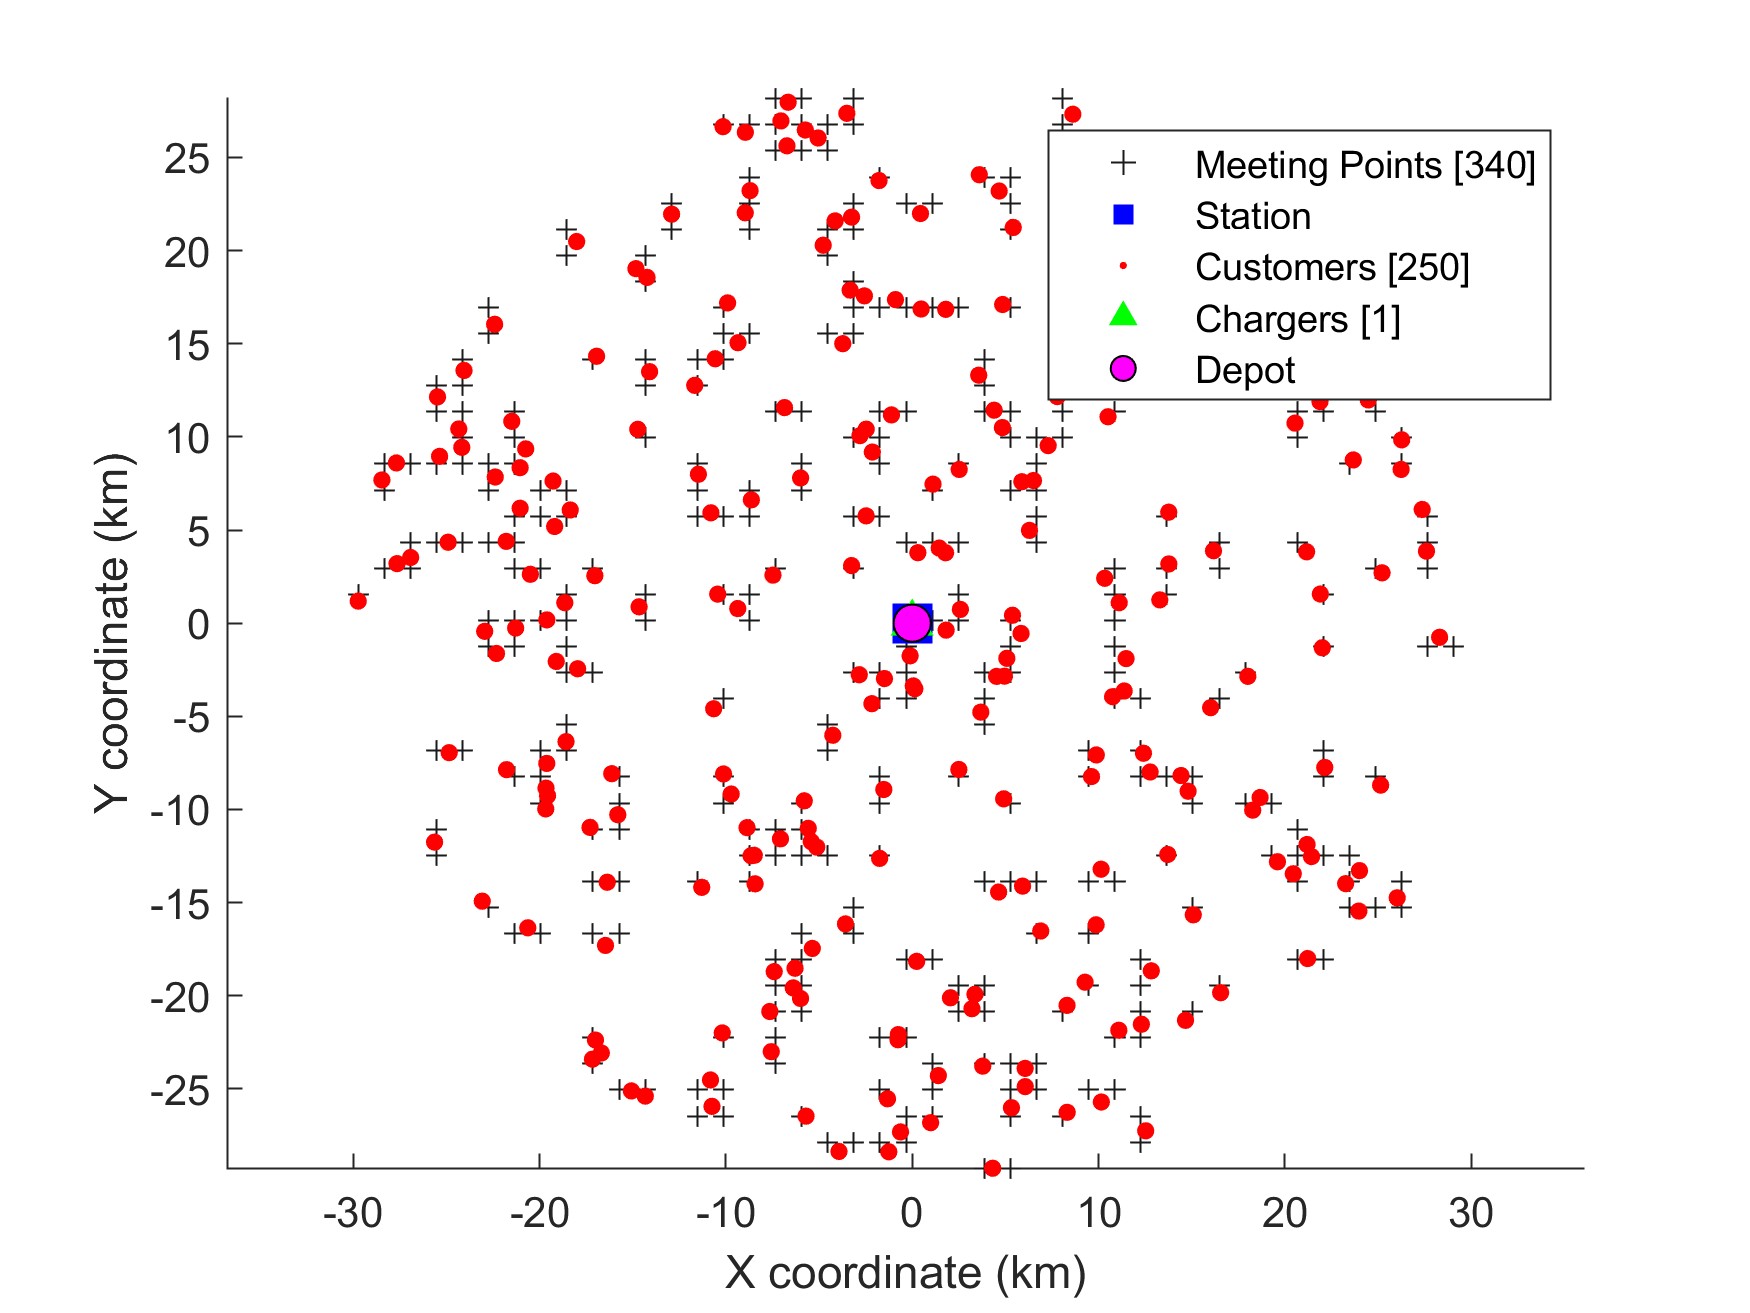 25
20
15
10
5
0
-5
-10
-15
-20
-25
Y coordinate (km)
Meeting Points [340]
Station
Customers [250]
Chargers [1]
Depot
-30 -20 -10 0 10 20 30
X coordinate (km)